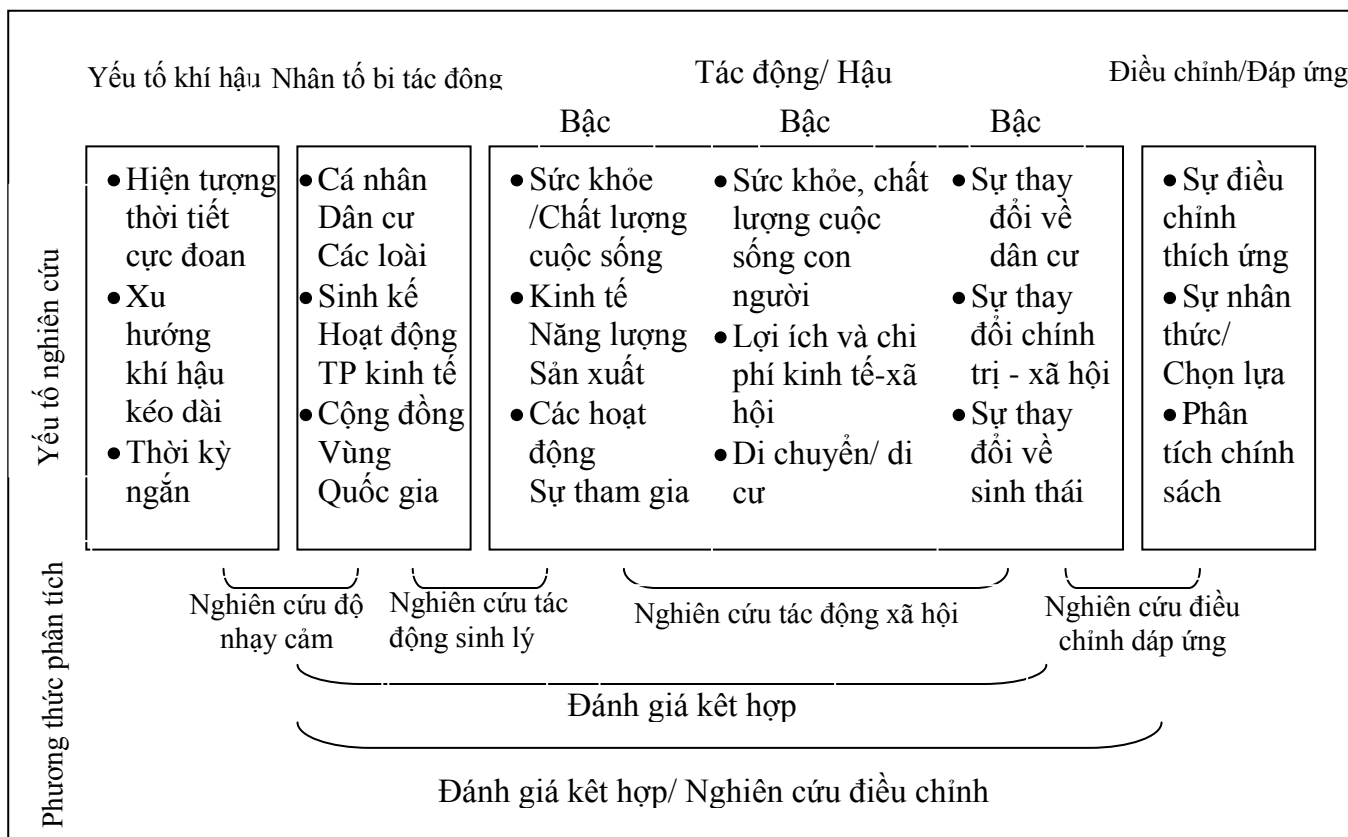 Yếu tố khí hậu
Nhân tố bi tác đông
Tác động/ Hậu
Điều chỉnh/Đáp ứng
Bậc
Bậc
Bậc
Yếu tố nghiên cứu
• Hiện tượng
thời tiết
cực đoan
• Xu
hướng
khí hậu
kéo dài
• Thời kỳ
ngắn
• Cá nhân
Dân cư
Các loài
• Sinh kế
Hoạt động
TP kinh tế
• Cộng đồng
Vùng
Quốc gia
• Sức khỏe
/Chất lượng
cuộc sống
• Kinh tế
Năng lượng
Sản xuất
• Các hoạt
động
Sự tham gia
• Sức khỏe, chất
lượng cuộc
sống con
người
• Lợi ích và chi
phí kinh tế-xã
hội
• Di chuyển/ di
cư
• Sự thay
đổi về
dân cư
• Sự thay
đổi chính
trị - xã hội
• Sự thay
đổi về
sinh thái
• Sự điều
chỉnh
thích ứng
• Sự nhân
thức/
Chọn lựa
• Phân
tích chính
sách
Phương thức phân tích
Nghiên cứu độ
nhạy cảm
Nghiên cứu tác
động sinh lý
Nghiên cứu tác động xã hội
Nghiên cứu điều
chỉnh dáp ứng
Đánh giá kêt hợp
Đánh giá kêt hợp/ Nghiên cứu điều chỉnh